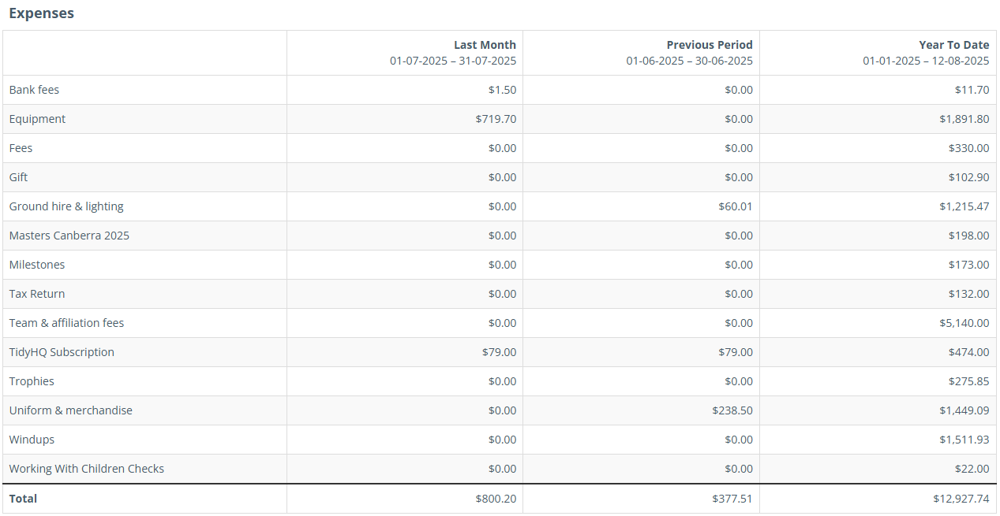 Expenses
Last Month Previous Period Year To Date
01-07-2025 – 31-07-2025 01-06-2025 – 30-06-2025 01-01-2025 – 12-08-2025
Bank fees $1.50 $0.00 $11.70
Equipment $719.70 $0.00 $1,891.80
Fees $0.00 $0.00 $330.00
Gift $0.00 $0.00 $102.90
Ground hire & lighting $0.00 $60.01 $1,215.47
Masters Canberra 2025 $0.00 $0.00 $198.00
Milestones $0.00 $0.00 $173.00
Tax Return $0.00 $0.00 $132.00
Team & affiliation fees $0.00 $0.00 $5,140.00
TidyHQ Subscription $79.00 $79.00 $474.00
Trophies $0.00 $0.00 $275.85
Uniform & merchandise $0.00 $238.50 $1,449.09
Windups $0.00 $0.00 $1,511.93
Working With Children Checks $0.00 $0.00 $22.00
Total $800.20 $377.51 $12,927.74